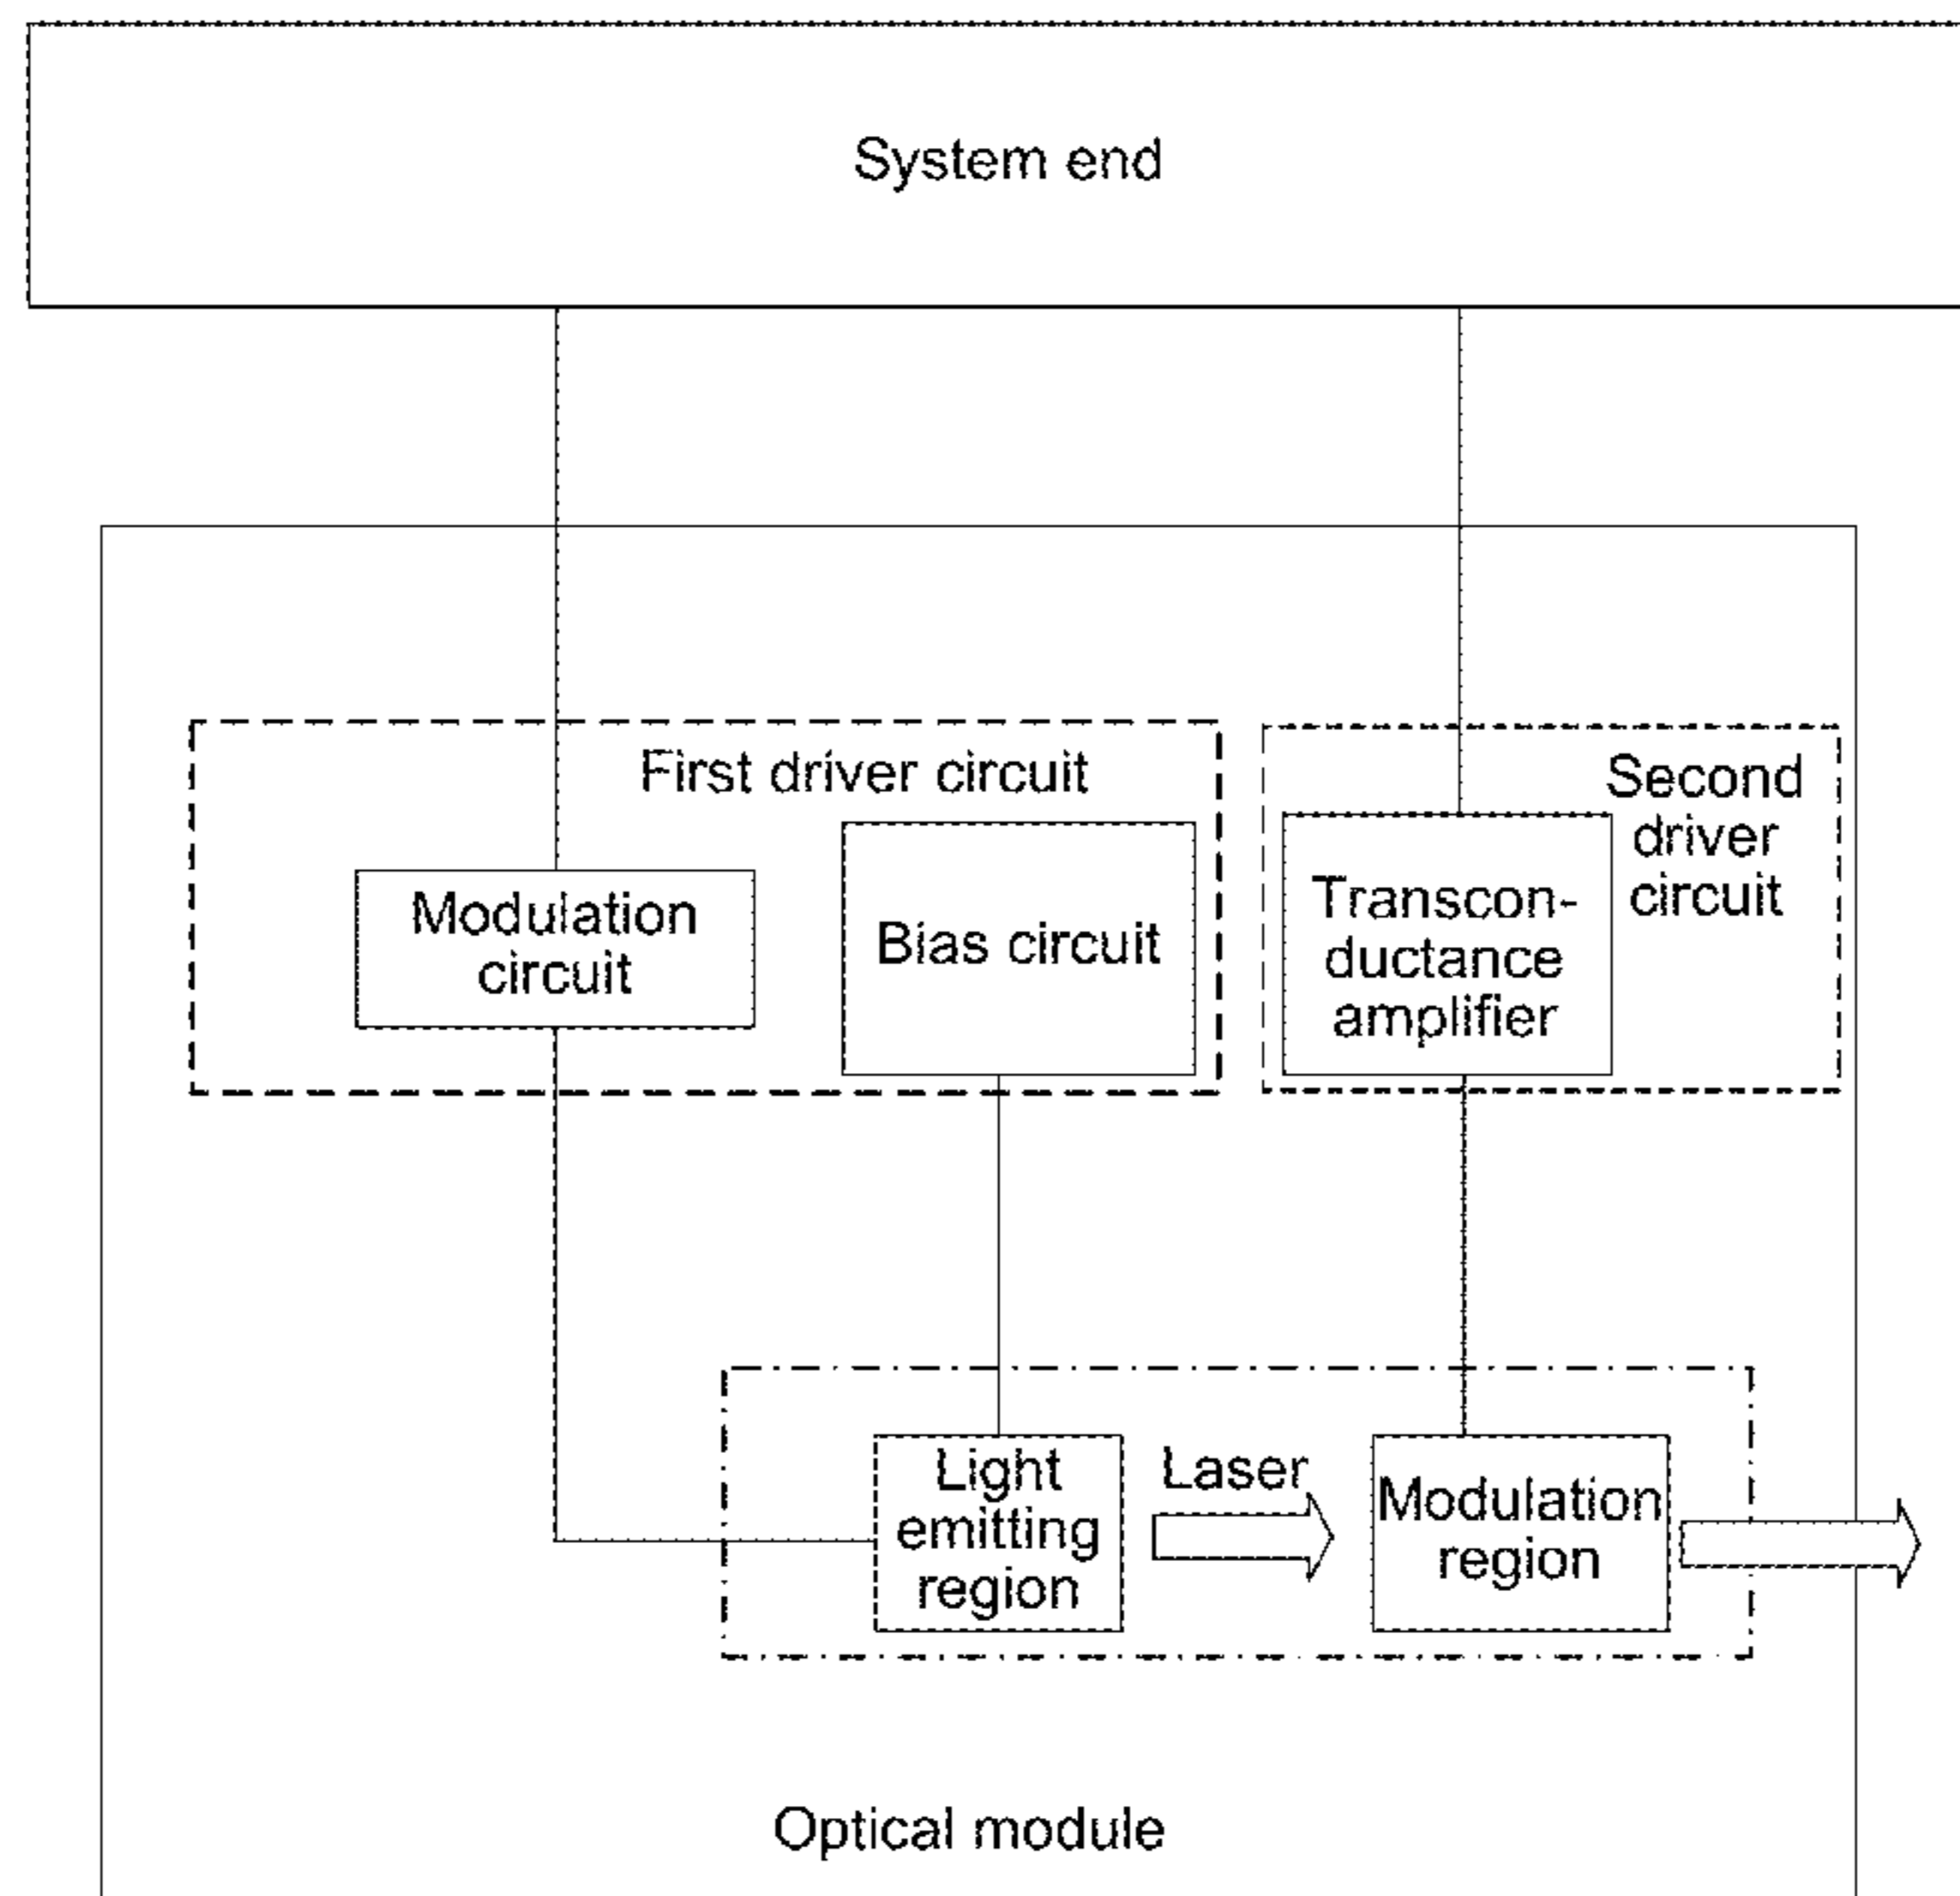 System end
First driver circuit
Second
driver
circuit
Modulation
circuit
Bias circuit
Transcon-
ductance
amplifier
Light
emitting
region
Laser
Modulation
region
Optical module